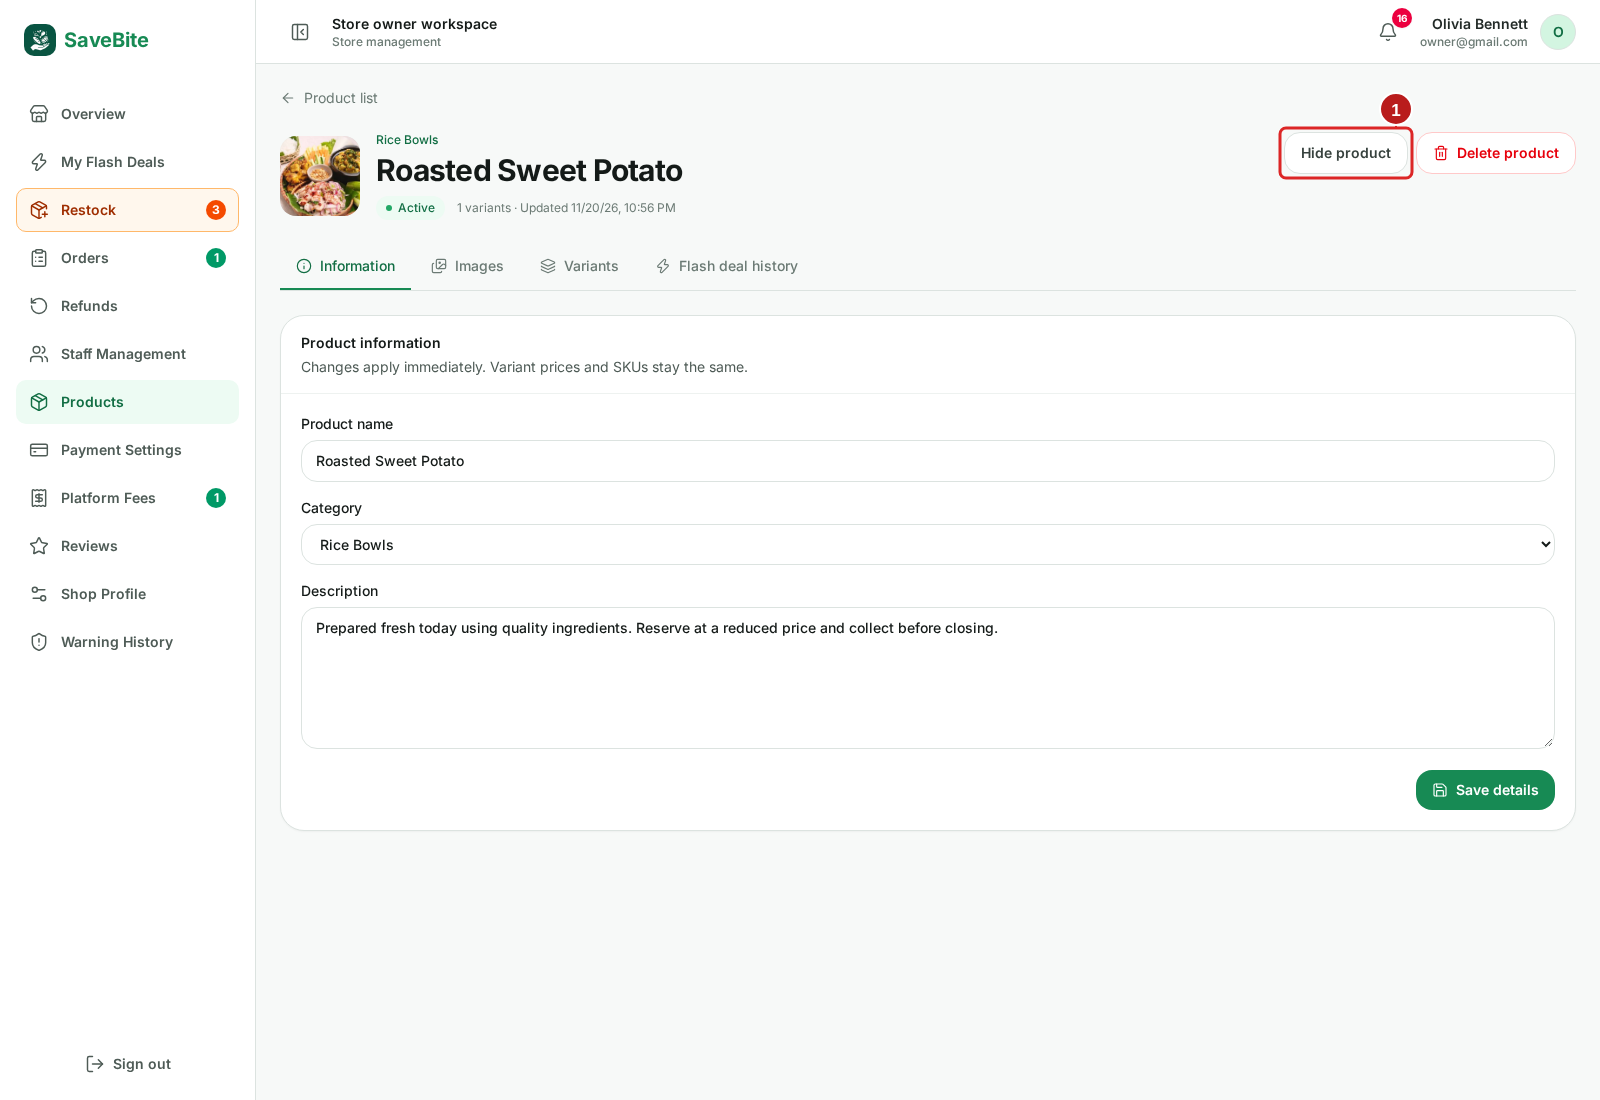 SaveBite
Overview
My Flash Deals
Restock 3
Orders 1
Refunds
Staff Management
Products
Payment Settings
Platform Fees 1
Reviews
Shop Profile
Warning History
Sign out
Store owner workspace
Store management
16
Olivia Bennett
owner@gmail.com
O
Product list
1
Rice Bowls
Roasted Sweet Potato
Active
1 variants · Updated 11/20/26, 10:56 PM
Hide product
Delete product
Information
Images
Variants
Flash deal history
Product information
Changes apply immediately. Variant prices and SKUs stay the same.
Product name
Roasted Sweet Potato
Category
Rice Bowls
Description
Prepared fresh today using quality ingredients. Reserve at a reduced price and collect before closing.
Save details